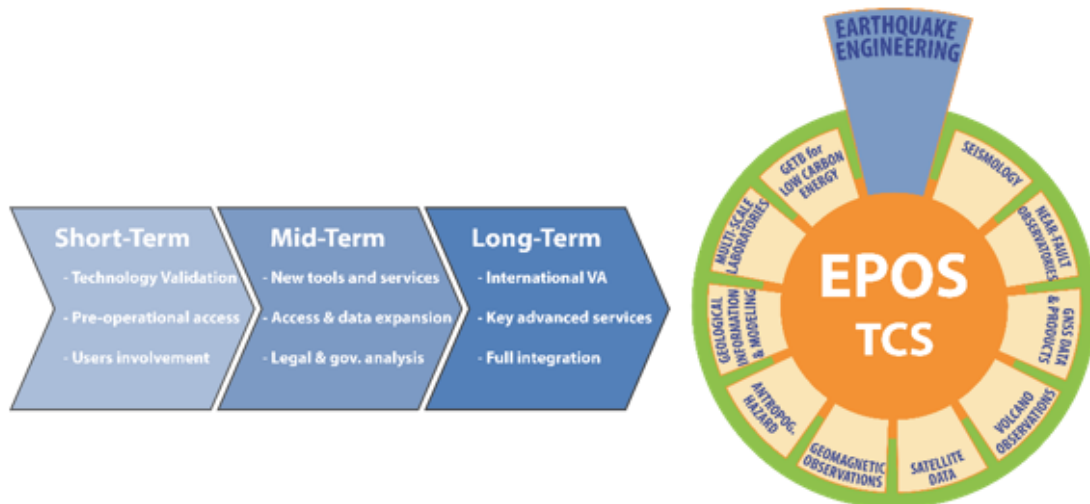 Short-Term
- Technology Validation
- Pre-operational access
- Users involvement
Mid-Term
- New tools and services
- Access & data expansion
- Legal & gov. analysis
Long-Term
- International VA
- Key advanced services
- Full integration
EARTHQUAKE
ENGINEERING
SEISMOLOGY
NEAR-FAULT
OBSERVATORIES
GNSS DATA
& PRODUCTS
VOLCANO
OBSERVATIONS
SATELLITE
DATA
GEOMAGNETIC
OBSERVATIONS
ANTROPOG.
HAZARD
GEOLOGICAL
INFORMATION
& MODELING
MULTI-SCALE
LABORATORIES
GETB for
LOW CARBON
ENERGY
EPOS
TCS